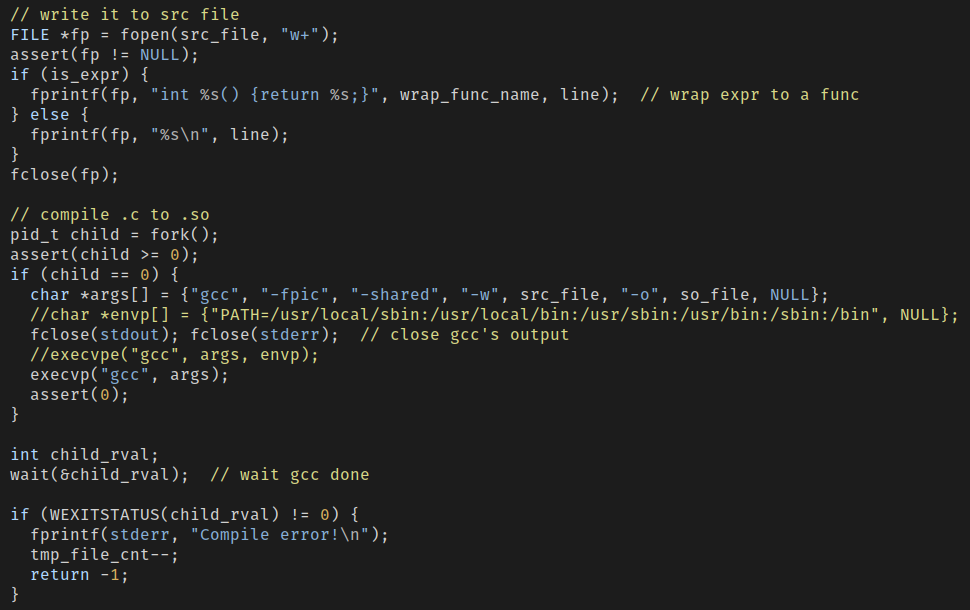 // write it to src file
FILE *fp = fopen(src_file, "w+");
assert(fp != NULL);
if (is_expr) {
  fprintf(fp, "int %s() {return %s;}", wrap_func_name, line);  // wrap expr to a func
} else {
  fprintf(fp, "%s\n", line);
}
fclose(fp);

// compile .c to .so
pid_t child = fork();
assert(child >= 0);
if (child == 0) {
  char *args[] = {"gcc", "-fpic", "-shared", "-w", src_file, "-o", so_file, NULL};
  //char *envp[] = {"PATH=/usr/local/sbin:/usr/local/bin:/usr/sbin:/usr/bin:/sbin:/bin", NULL};
  fclose(stdout); fclose(stderr);  // close gcc's output
  //execvpe("gcc", args, envp);
  execvp("gcc", args);
  assert(0);
}

int child_rval;
wait(&child_rval);  // wait gcc done

if (WEXITSTATUS(child_rval) != 0) {
  fprintf(stderr, "Compile error!\n");
  tmp_file_cnt--;
  return -1;
}